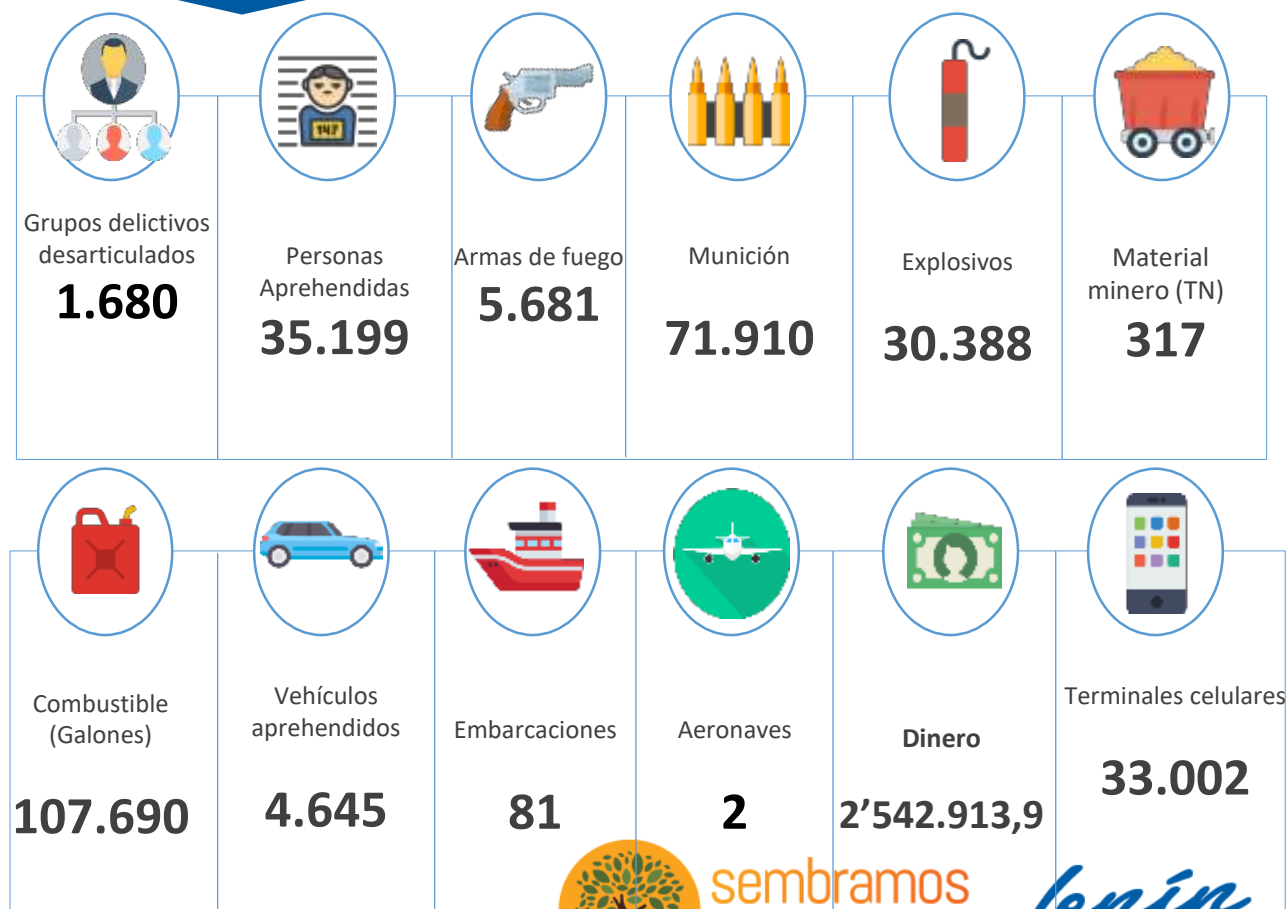 147
Grupos delictivos
desarticulados
1.680
Personas
Aprehendidas
35.199
Armas de fuego
5.681
Munición
71.910
Explosivos
30.388
Material
minero (TN)
317
Combustible
(Galones)
107.690
Vehículos
aprehendidos
4.645
Embarcaciones
81
Aeronaves
2
Dinero
2’542.913,9
Terminales celulares
33.002
sembramos
lenín